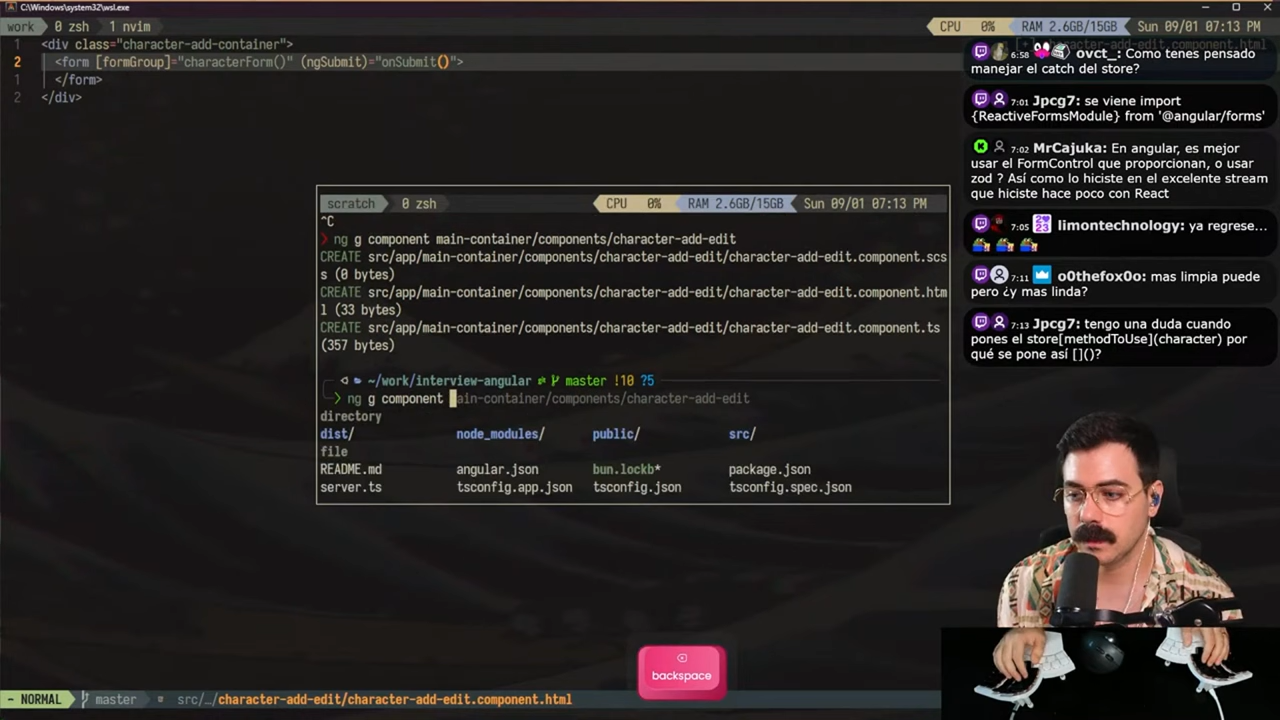 C:\Windows\system32\wsl.exe
work 0 zsh 1 nvim
CPU 0% RAM 2.6GB/15GB Sun 09/01 07:13 PM
1 <div class="character-add-container">
2 <form [formGroup]="characterForm()" (ngSubmit)="onSubmit()">
1 </form>
2 </div>
scratch 0 zsh
CPU 0% RAM 2.6GB/15GB Sun 09/01 07:13 PM
^C
❯ ng g component main-container/components/character-add-edit
CREATE src/app/main-container/components/character-add-edit/character-add-edit.component.scs
s (0 bytes)
CREATE src/app/main-container/components/character-add-edit/character-add-edit.component.htm
l (33 bytes)
CREATE src/app/main-container/components/character-add-edit/character-add-edit.component.ts
(357 bytes)
~/work/interview-angular master !10 ?5
❯ ng g component ain-container/components/character-add-edit
directory
dist/ node_modules/ public/ src/
file
README.md angular.json bun.lockb* package.json
server.ts tsconfig.app.json tsconfig.json tsconfig.spec.json
6:58 ovct_: Como tenes pensado
manejar el catch del store?
7:01 Jpcg7: se viene import
{ReactiveFormsModule} from '@angular/forms'
7:02 MrCajuka: En angular, es mejor
usar el FormControl que proporcionan, o usar
zod ? Así como lo hiciste en el excelente stream
que hiciste hace poco con React
7:05 limontechnology: ya regrese...
7:11 o0thefox0o: mas limpia puede
pero ¿y mas linda?
7:13 Jpcg7: tengo una duda cuando
pones el store[methodToUse](character) por
qué se pone así []()?
backspace
- NORMAL master src/…/character-add-edit/character-add-edit.component.html